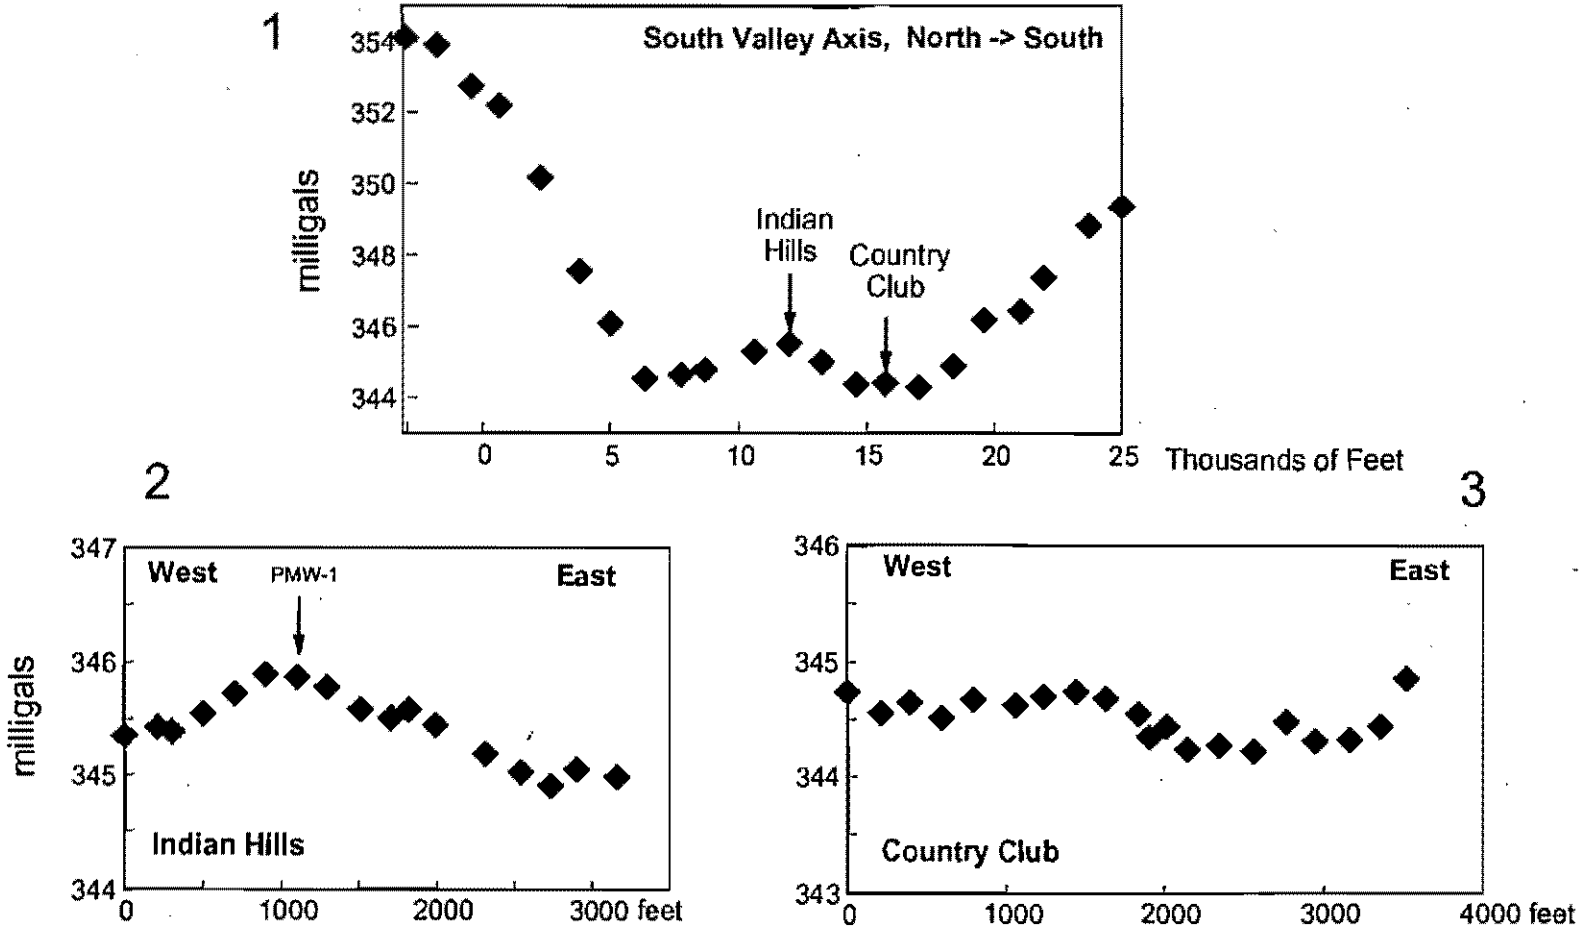 1
South Valley Axis, North -> South
354
352
350
348
346
344
milligals
Indian
Hills
Country
Club
0 5 10 15 20 25 Thousands of Feet
2
3
347
346
345
344
milligals
West PMW-1 East
Indian Hills
0 1000 2000 3000 feet
346
345
344
343
West East
Country Club
0 1000 2000 3000 4000 feet